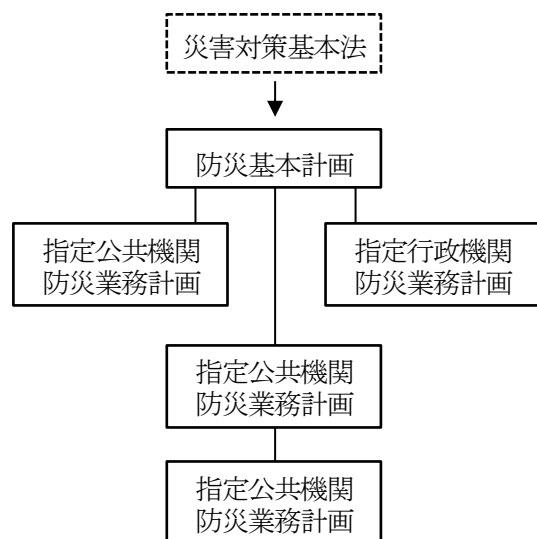 災害対策基本法
防災基本計画
指定公共機関
防災業務計画
指定行政機関
防災業務計画
指定公共機関
防災業務計画
指定公共機関
防災業務計画